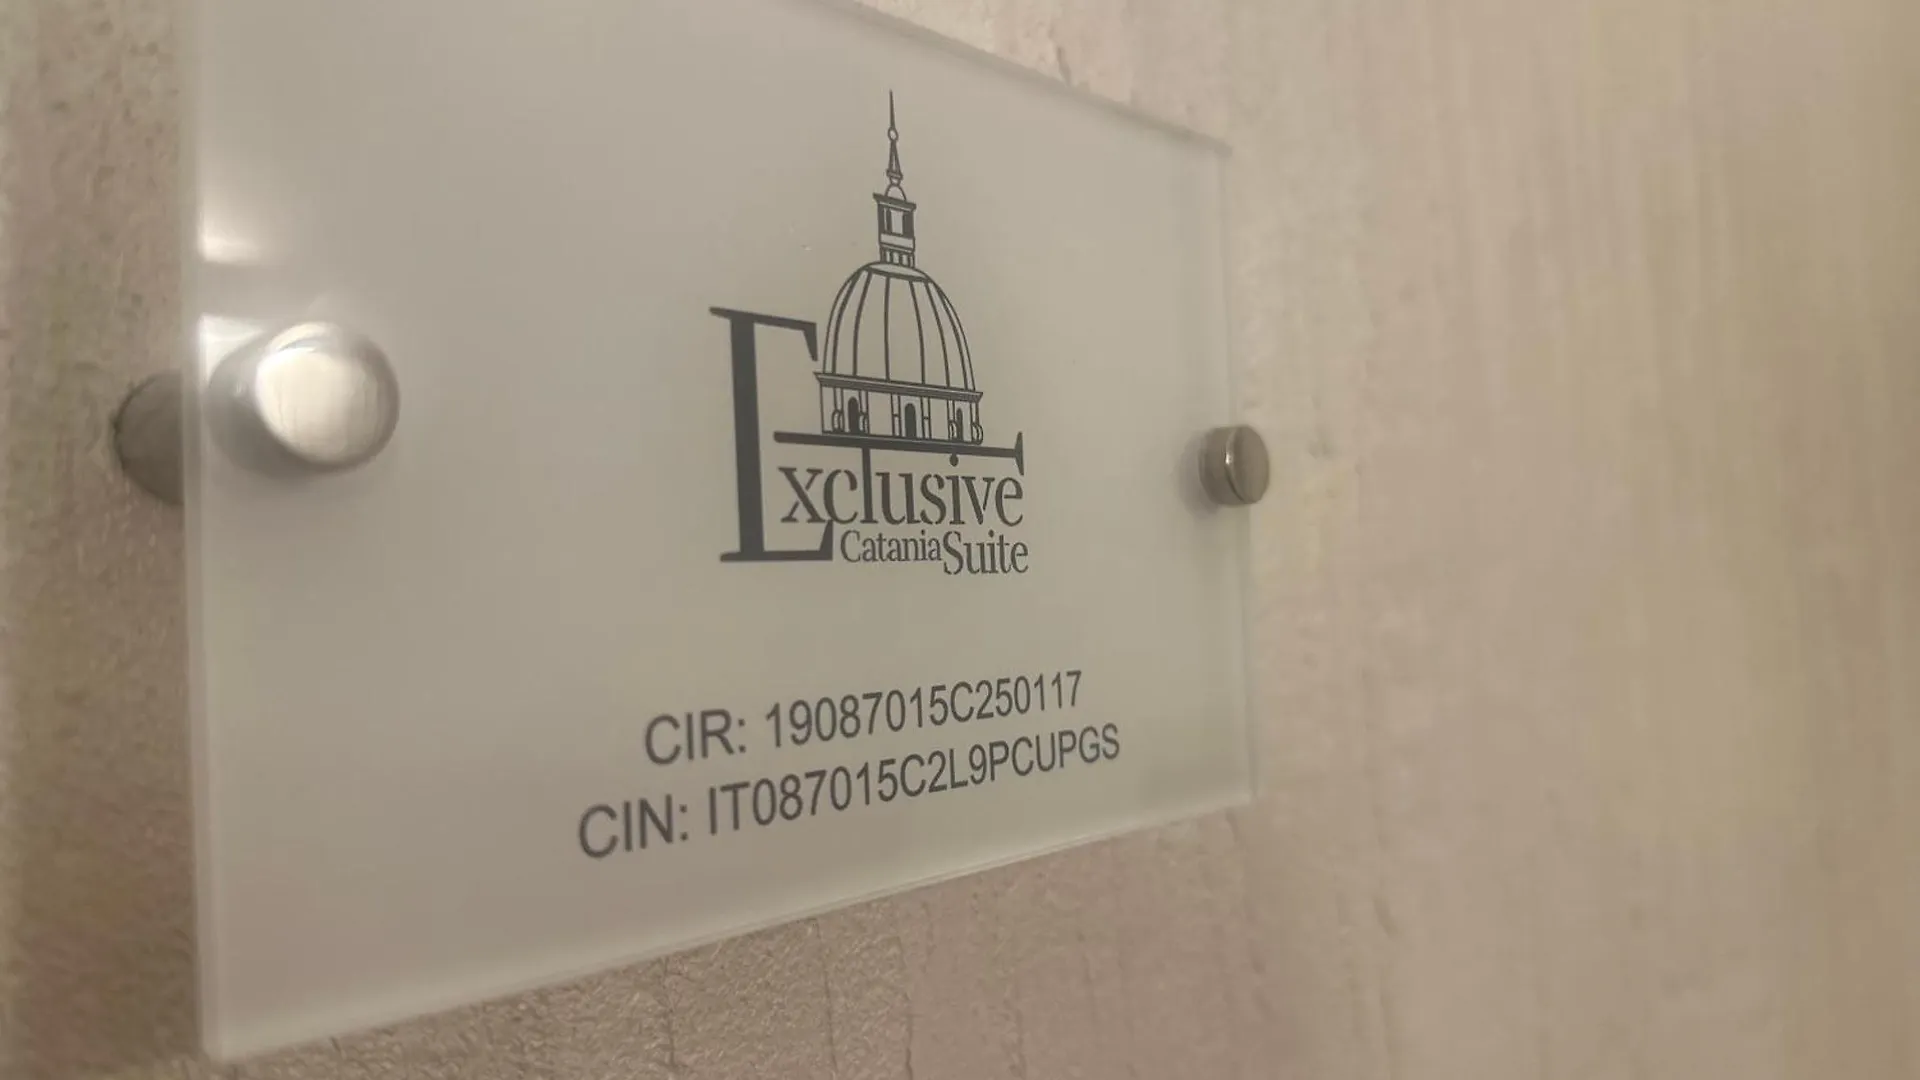 Exclusive
Catania Suite
CIR: 19087015C250117
CIN: IT087015C2L9PCUPGS